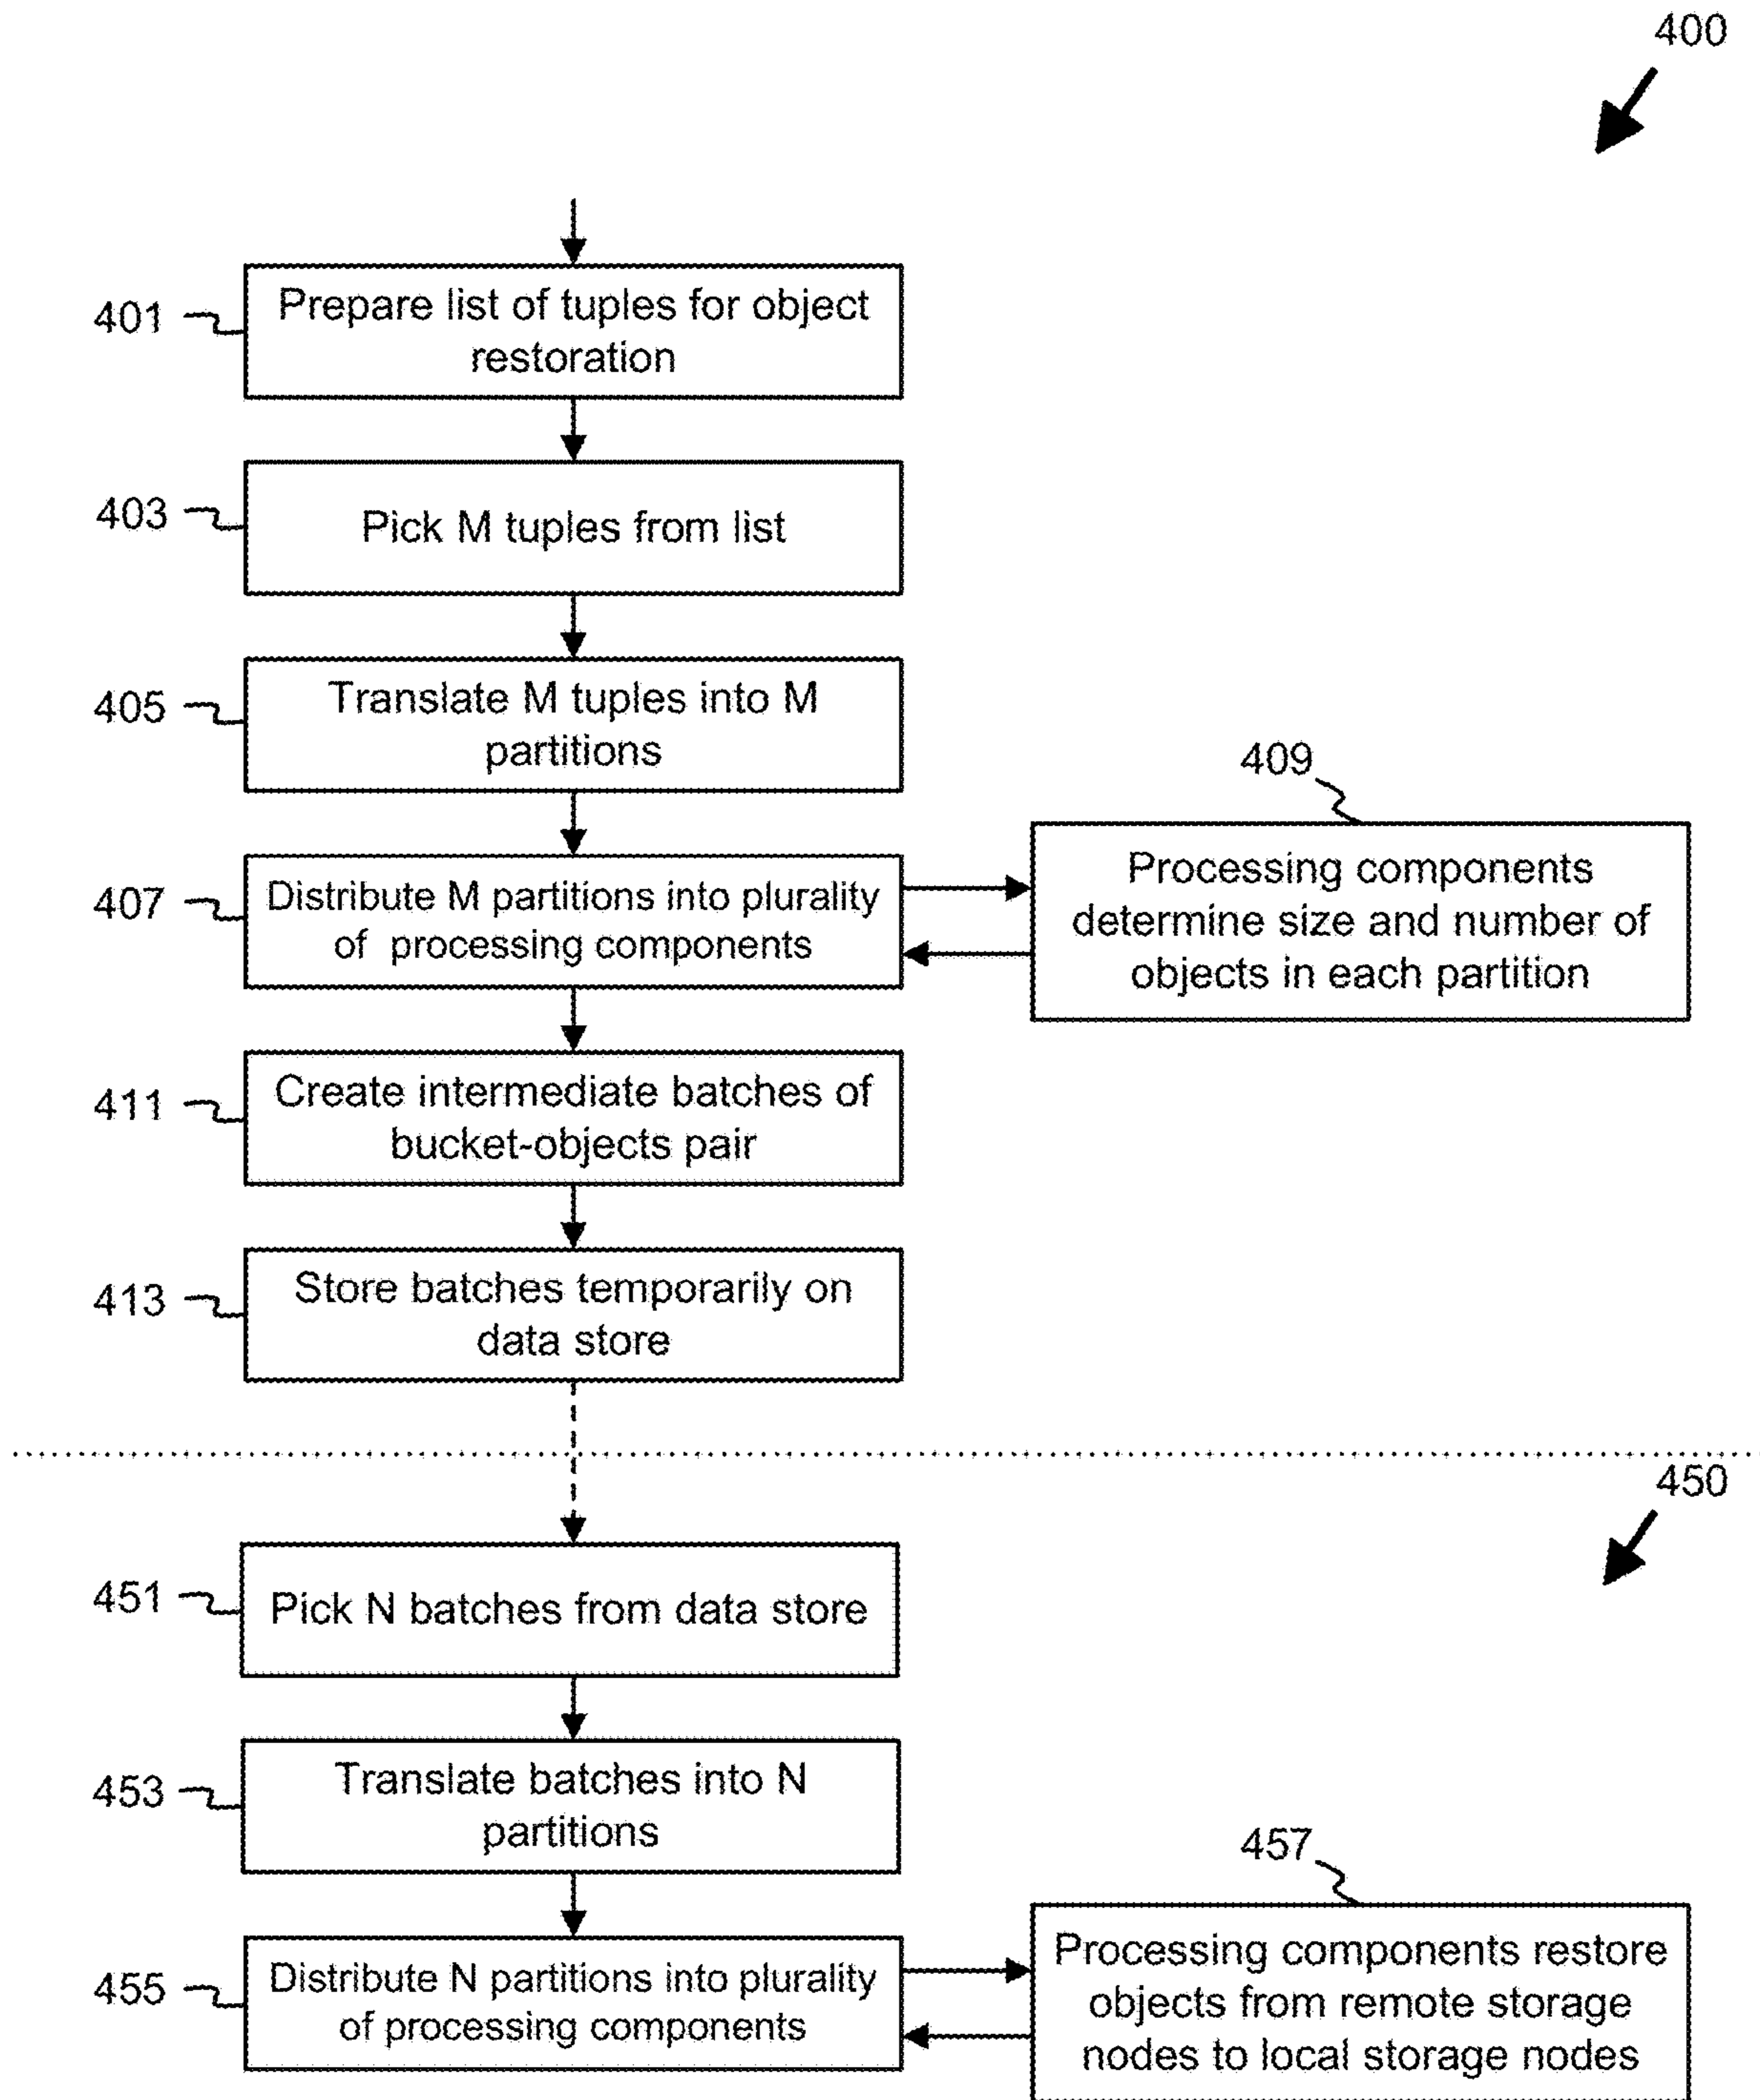 400
401
Prepare list of tuples for object
restoration
403
Pick M tuples from list
405
Translate M tuples into M
partitions
407
Distribute M partitions into plurality
of processing components
409
Processing components
determine size and number of
objects in each partition
411
Create intermediate batches of
bucket-objects pair
413
Store batches temporarily on
data store
450
451
Pick N batches from data store
453
Translate batches into N
partitions
455
Distribute N partitions into plurality
of processing components
457
Processing components restore
objects from remote storage
nodes to local storage nodes